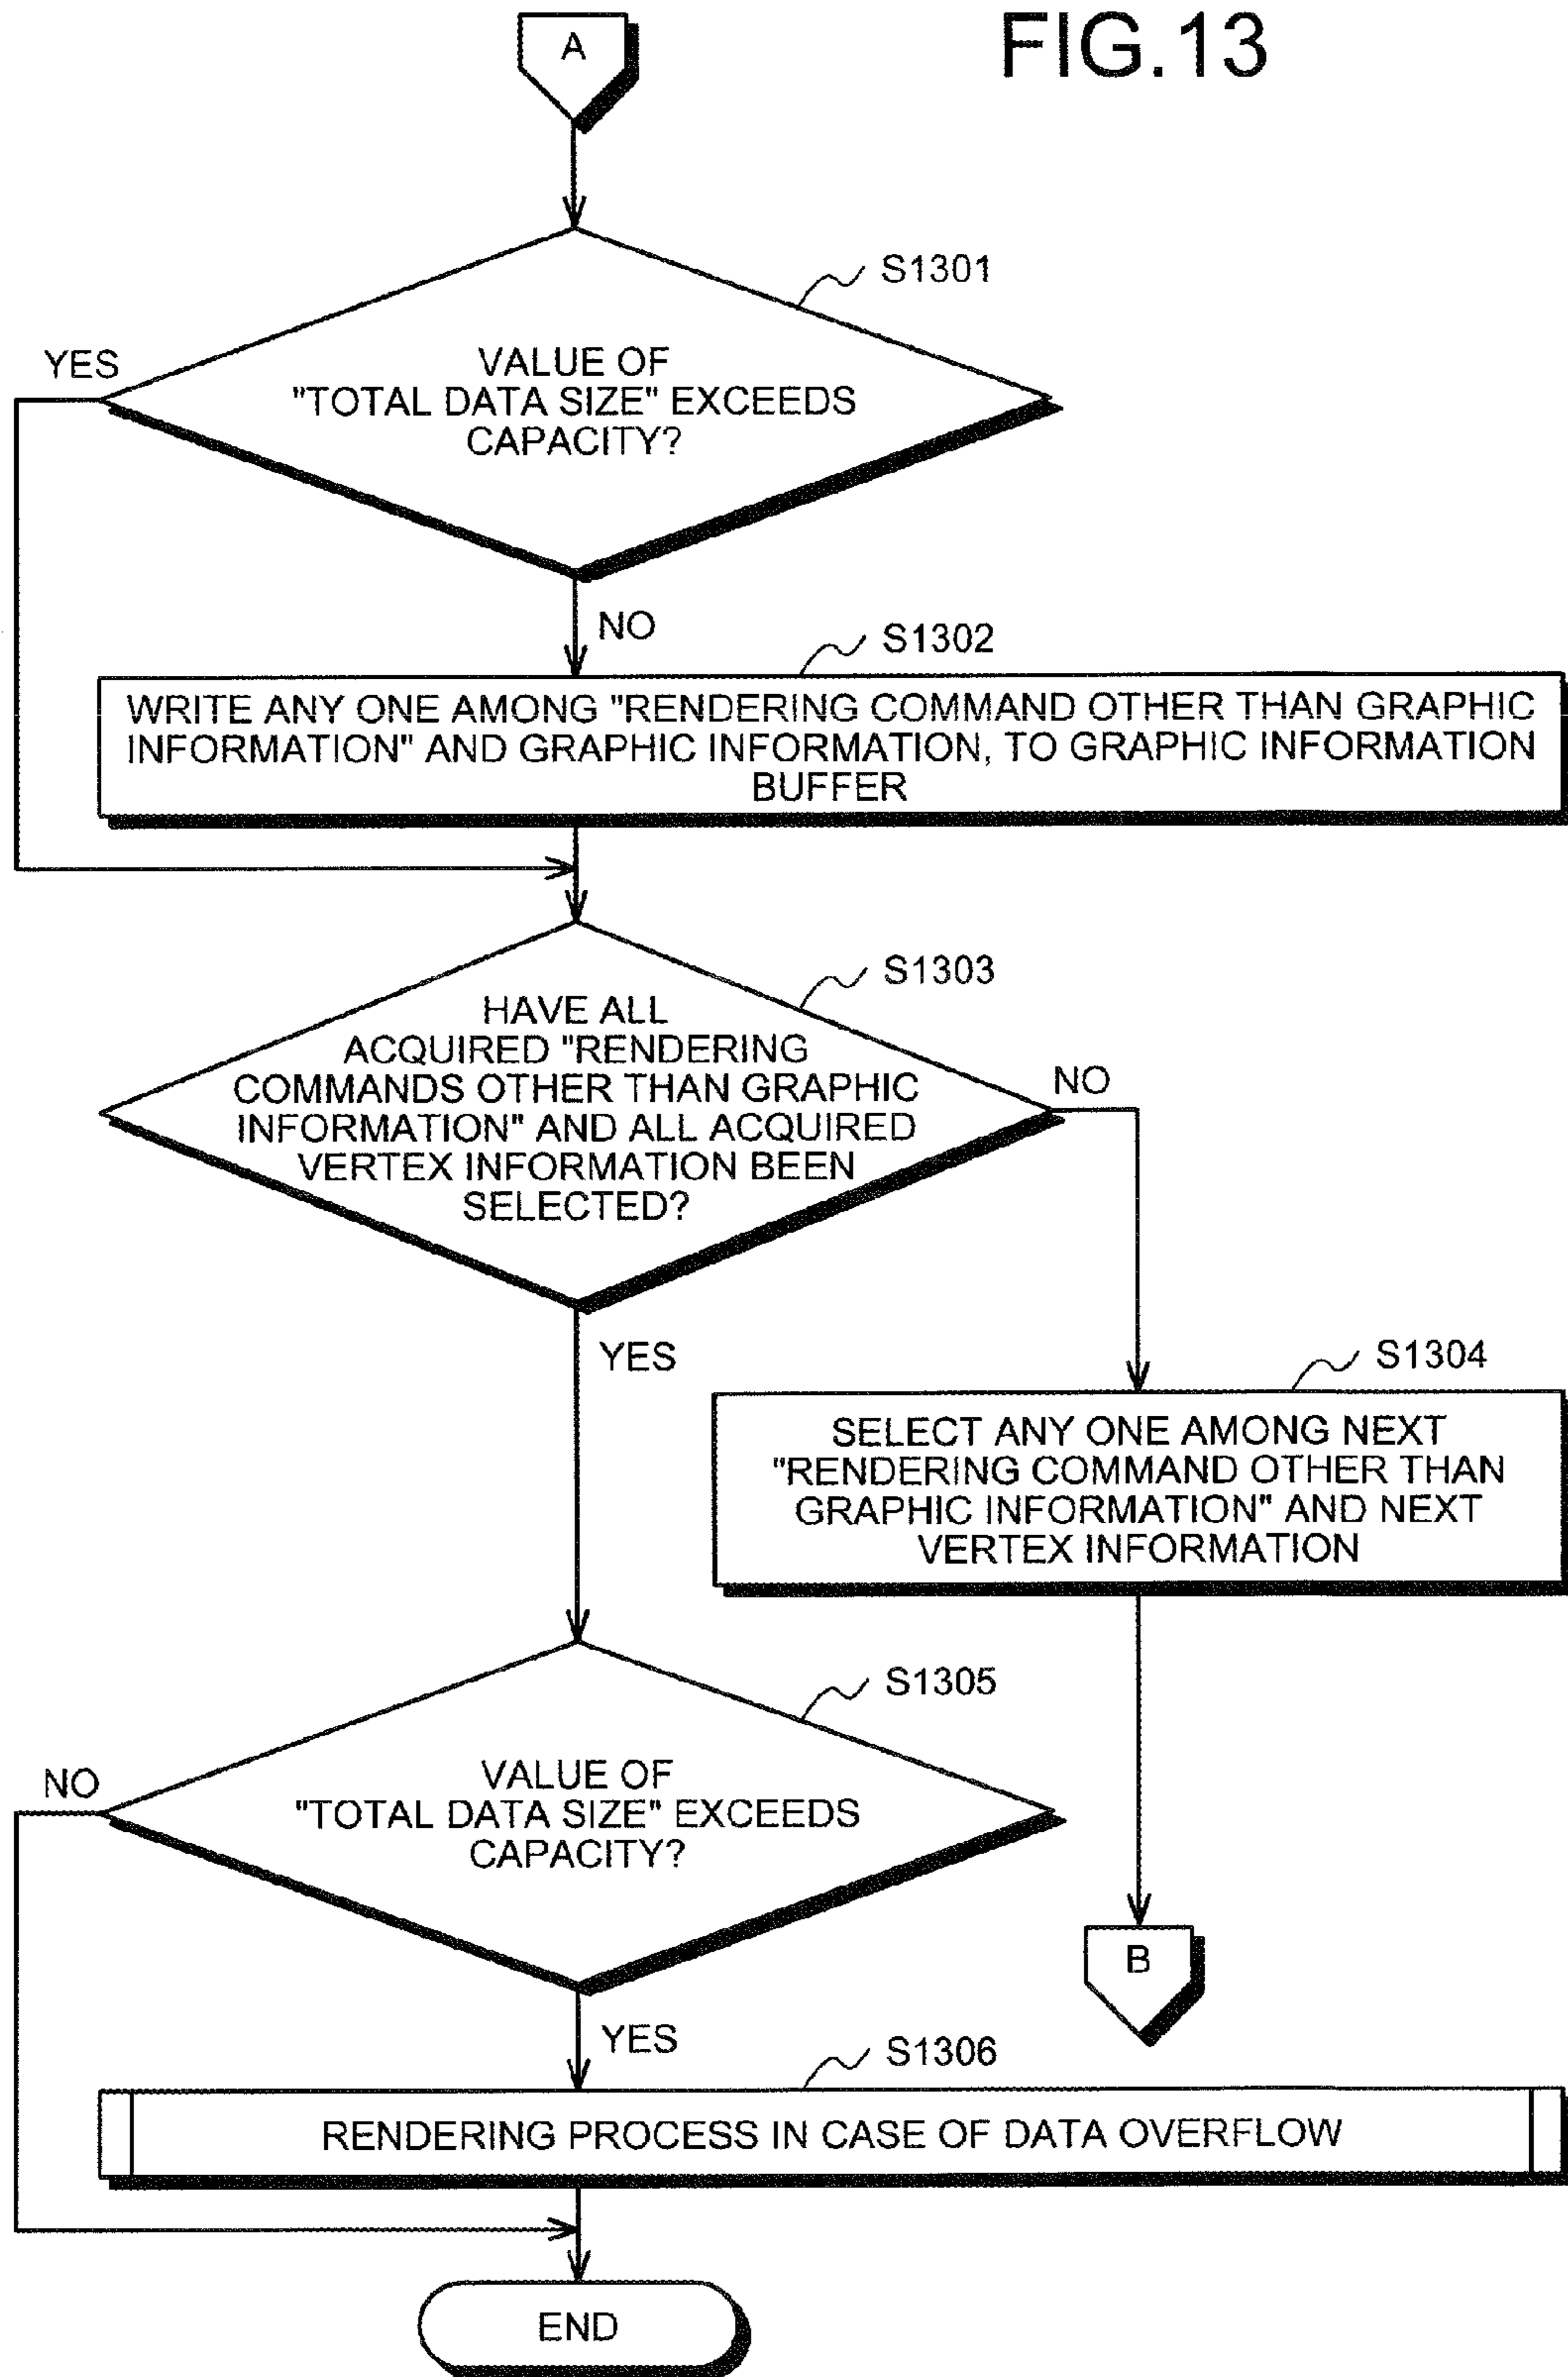 FIG.13
A
S1301
YES
VALUE OF
"TOTAL DATA SIZE" EXCEEDS
CAPACITY?
NO
S1302
WRITE ANY ONE AMONG "RENDERING COMMAND OTHER THAN GRAPHIC
INFORMATION" AND GRAPHIC INFORMATION, TO GRAPHIC INFORMATION
BUFFER
S1303
HAVE ALL
ACQUIRED "RENDERING
COMMANDS OTHER THAN GRAPHIC
INFORMATION" AND ALL ACQUIRED
VERTEX INFORMATION BEEN
SELECTED?
NO
YES
S1304
SELECT ANY ONE AMONG NEXT
"RENDERING COMMAND OTHER THAN
GRAPHIC INFORMATION" AND NEXT
VERTEX INFORMATION
S1305
NO
VALUE OF
"TOTAL DATA SIZE" EXCEEDS
CAPACITY?
B
YES
S1306
RENDERING PROCESS IN CASE OF DATA OVERFLOW
END